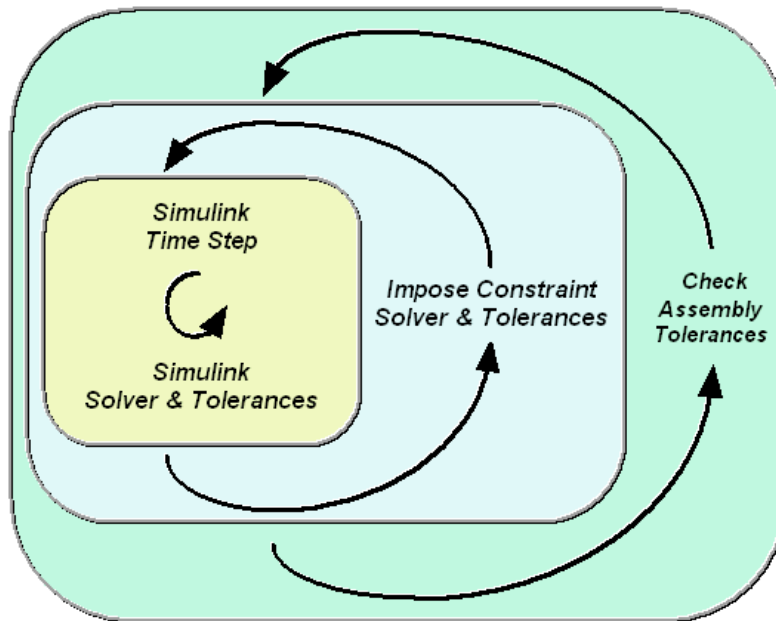 Simulink
Time Step
Simulink
Solver & Tolerances
Impose Constraint
Solver & Tolerances
Check
Assembly
Tolerances